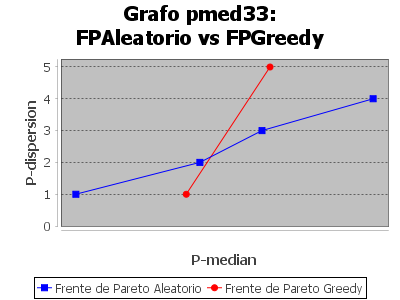 Grafo pmed33:
FPAleatorio vs FPGreedy
5
4
3
2
1
0
P-dispersion
P-median
Frente de Pareto Aleatorio Frente de Pareto Greedy